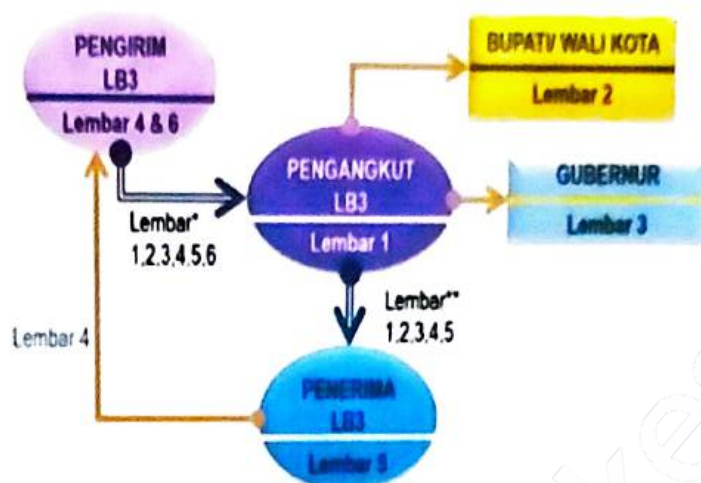 PENGIRIM
LB3
Lembar 4 & 6
BUPATI/ WALI KOTA
Lembar 2
PENGANGKUT
LB3
Lembar 1
GUBERNUR
Lembar 3
Lembar*
1,2,3,4,5,6
Lembar**
1,2,3,4,5
Lembar 4
PENERIMA
LB3
Lembar 5